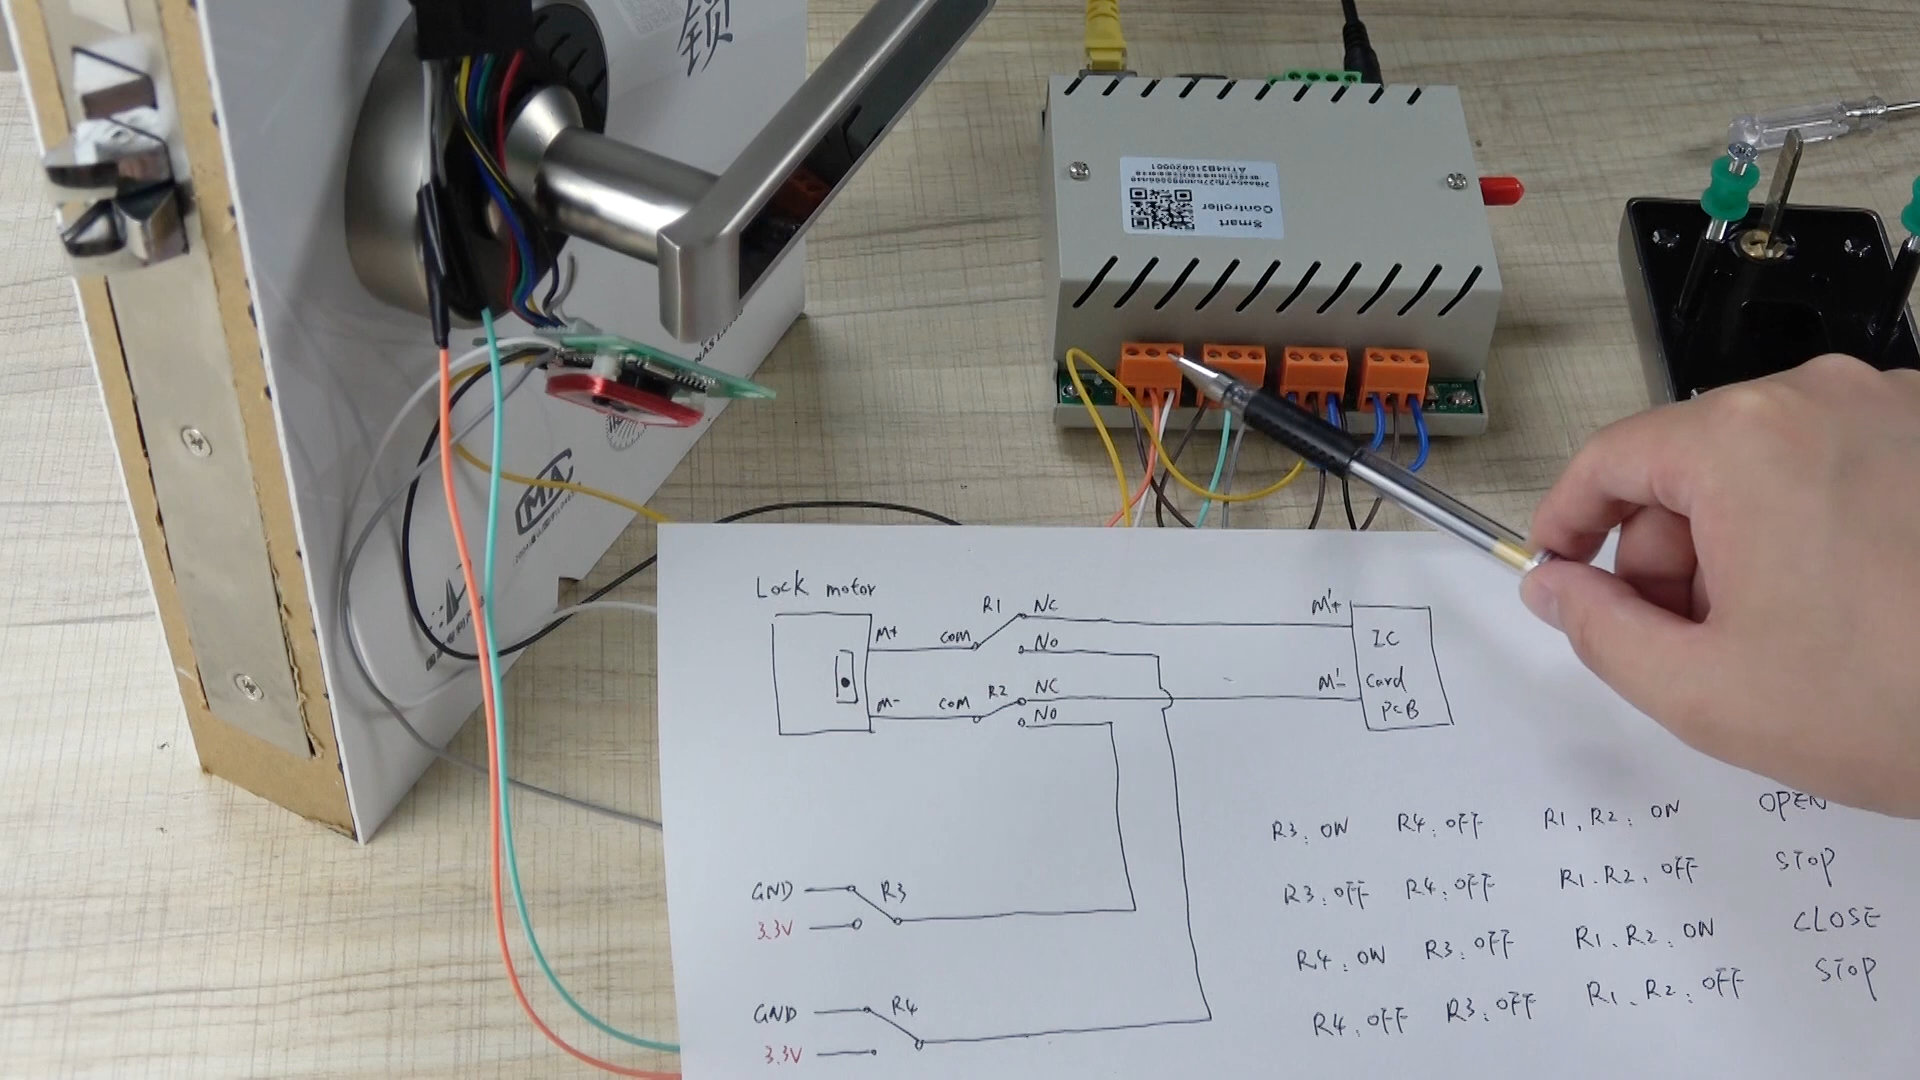 锁
Smart
Controller
ATH4B2106820001
CMA
Lock motor
M+
COM
R1
NC
NO
M'+
IC
Card
PCB
M-
COM
R2
NC
NO
M'-
GND
R3
3.3V
GND
R4
3.3V
R3: ON R4: OFF R1, R2: ON OPEN
R3: OFF R4: OFF R1. R2: OFF STOP
R4: ON R3: OFF R1. R2: ON CLOSE
R4: OFF R3: OFF R1. R2: OFF STOP